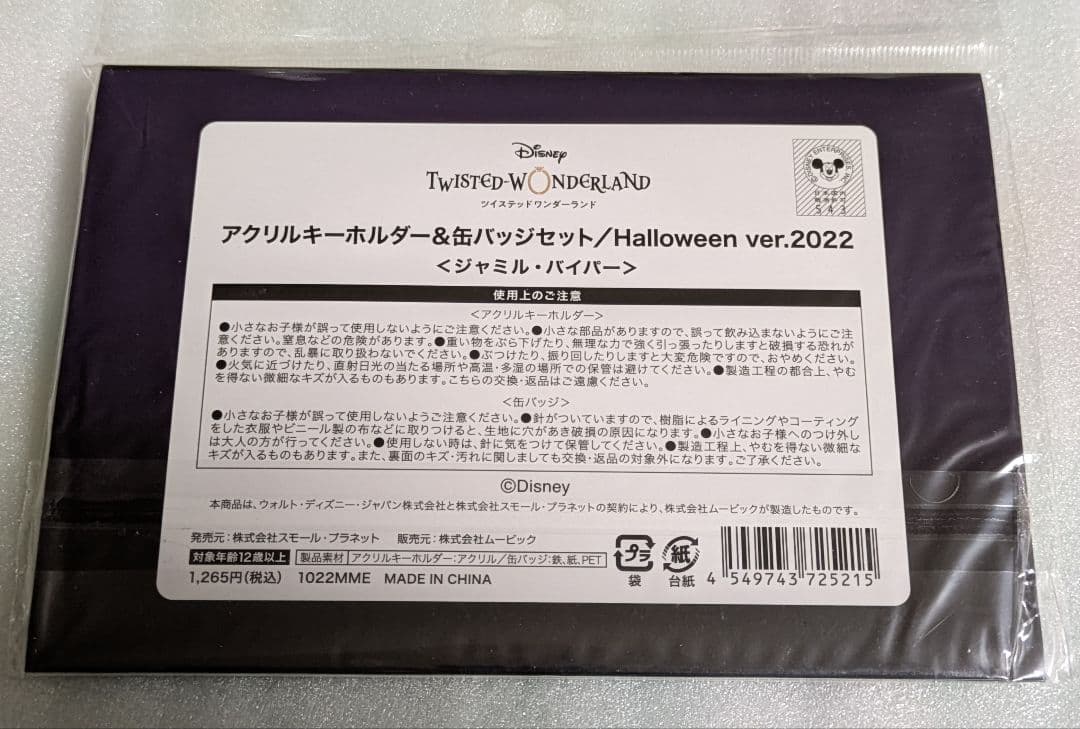 Disney
TWISTED-WONDERLAND
ツイステッドワンダーランド
©DISNEY ENTERPRISES, INC.
日本国内
販売許可
543
アクリルキーホルダー&缶バッジセット/Halloween ver.2022
<ジャミル・バイパー>
使用上のご注意
<アクリルキーホルダー>
●小さなお子様が誤って使用しないようにご注意ください。●小さな部品がありますので、誤って飲み込まないようにご注
意ください。窒息などの危険があります。●重い物をぶら下げたり、無理な力で強く引っ張ったりしますと破損する恐れが
ありますので、乱暴に取り扱わないでください。●ぶつけたり、振り回したりしますと大変危険ですので、おやめください。
●火気に近づけたり、直射日光の当たる場所や高温・多湿の場所での保管は避けてください。●製造工程の都合上、やむ
を得ない微細なキズが入るものもあります。こちらの交換・返品はご遠慮ください。
<缶バッジ>
●小さなお子様が誤って使用しないようご注意ください。●針がついていますので、樹脂によるライニングやコーティング
をした衣服やビニール製の布などに取りつけると、生地に穴があき破損の原因になります。●小さなお子様へのつけ外し
は大人の方が行ってください。●使用しない時は、針に気をつけて保管してください。●製造工程上、やむを得ない微細な
キズが入るものもあります。また、裏面のキズ・汚れに関しましても交換・返品の対象外になります。ご了承ください。
©Disney
本商品は、ウォルト・ディズニー・ジャパン株式会社と株式会社スモール・プラネットの契約により、株式会社ムービックが製造したものです。
発売元:株式会社スモール・プラネット 販売元:株式会社ムービック
対象年齢12歳以上 製品素材 アクリルキーホルダー:アクリル/缶バッジ:鉄、紙、PET
1,265円(税込) 1022MME MADE IN CHINA
プラ
袋
紙
台紙
4 549743 725215